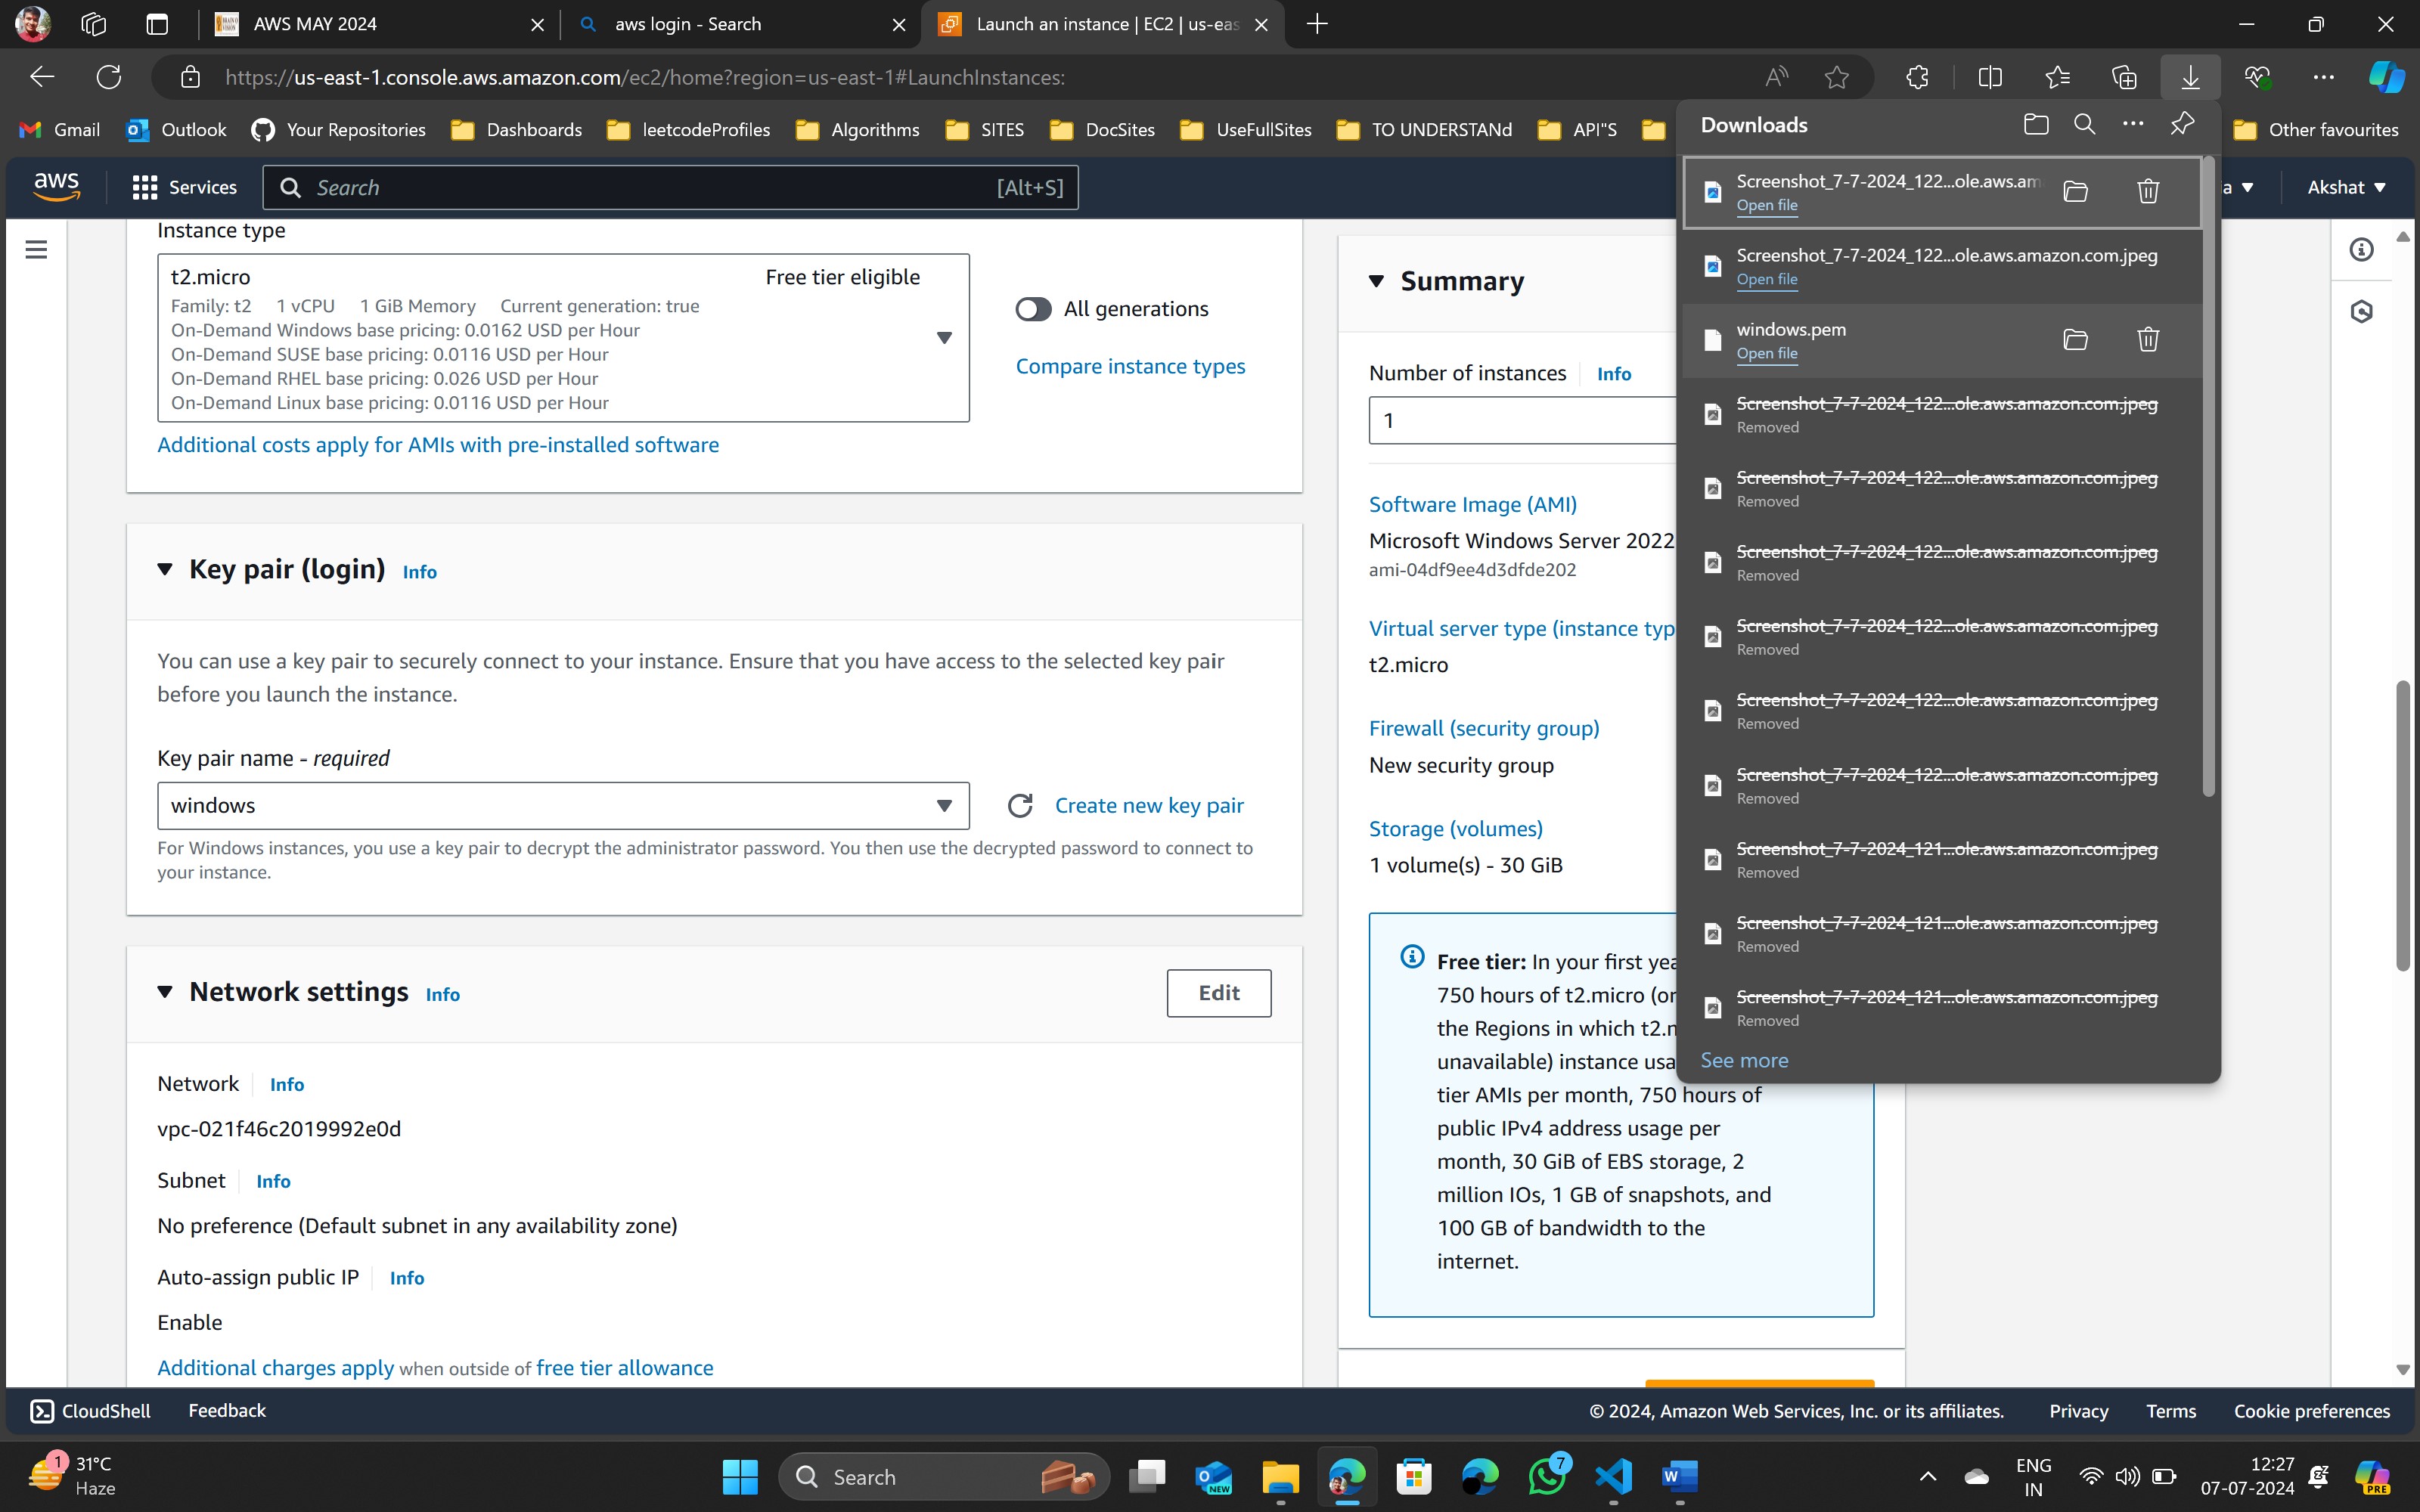 AWS MAY 2024
aws login - Search
Launch an instance | EC2 | us-eas
https://us-east-1.console.aws.amazon.com/ec2/home?region=us-east-1#LaunchInstances:
Gmail
Outlook
Your Repositories
Dashboards
leetcodeProfiles
Algorithms
SITES
DocSites
UseFullSites
TO UNDERSTANd
API"S
Other favourites
aws
Services
Search
[Alt+S]
a
Akshat
Instance type
t2.micro
Free tier eligible
Family: t2 1 vCPU 1 GiB Memory Current generation: true
On-Demand Windows base pricing: 0.0162 USD per Hour
On-Demand SUSE base pricing: 0.0116 USD per Hour
On-Demand RHEL base pricing: 0.026 USD per Hour
On-Demand Linux base pricing: 0.0116 USD per Hour
All generations
Compare instance types
Additional costs apply for AMIs with pre-installed software
Key pair (login) Info
You can use a key pair to securely connect to your instance. Ensure that you have access to the selected key pair
before you launch the instance.
Key pair name - required
windows
Create new key pair
For Windows instances, you use a key pair to decrypt the administrator password. You then use the decrypted password to connect to
your instance.
Network settings Info
Edit
Network Info
vpc-021f46c2019992e0d
Subnet Info
No preference (Default subnet in any availability zone)
Auto-assign public IP Info
Enable
Additional charges apply when outside of free tier allowance
Summary
Number of instances Info
1
Software Image (AMI)
Microsoft Windows Server 2022
ami-04df9ee4d3dfde202
Virtual server type (instance typ
t2.micro
Firewall (security group)
New security group
Storage (volumes)
1 volume(s) - 30 GiB
Free tier: In your first yea
750 hours of t2.micro (or
the Regions in which t2.m
unavailable) instance usa
tier AMIs per month, 750 hours of
public IPv4 address usage per
month, 30 GiB of EBS storage, 2
million IOs, 1 GB of snapshots, and
100 GB of bandwidth to the
internet.
Downloads
Screenshot_7-7-2024_122...ole.aws.am
Open file
Screenshot_7-7-2024_122...ole.aws.amazon.com.jpeg
Open file
windows.pem
Open file
Screenshot_7-7-2024_122...ole.aws.amazon.com.jpeg
Removed
Screenshot_7-7-2024_122...ole.aws.amazon.com.jpeg
Removed
Screenshot_7-7-2024_122...ole.aws.amazon.com.jpeg
Removed
Screenshot_7-7-2024_122...ole.aws.amazon.com.jpeg
Removed
Screenshot_7-7-2024_122...ole.aws.amazon.com.jpeg
Removed
Screenshot_7-7-2024_122...ole.aws.amazon.com.jpeg
Removed
Screenshot_7-7-2024_121...ole.aws.amazon.com.jpeg
Removed
Screenshot_7-7-2024_121...ole.aws.amazon.com.jpeg
Removed
Screenshot_7-7-2024_121...ole.aws.amazon.com.jpeg
Removed
See more
CloudShell
Feedback
© 2024, Amazon Web Services, Inc. or its affiliates.
Privacy
Terms
Cookie preferences
1
31°C
Haze
Search
NEW
7
W
ENG
IN
12:27
07-07-2024
PRE